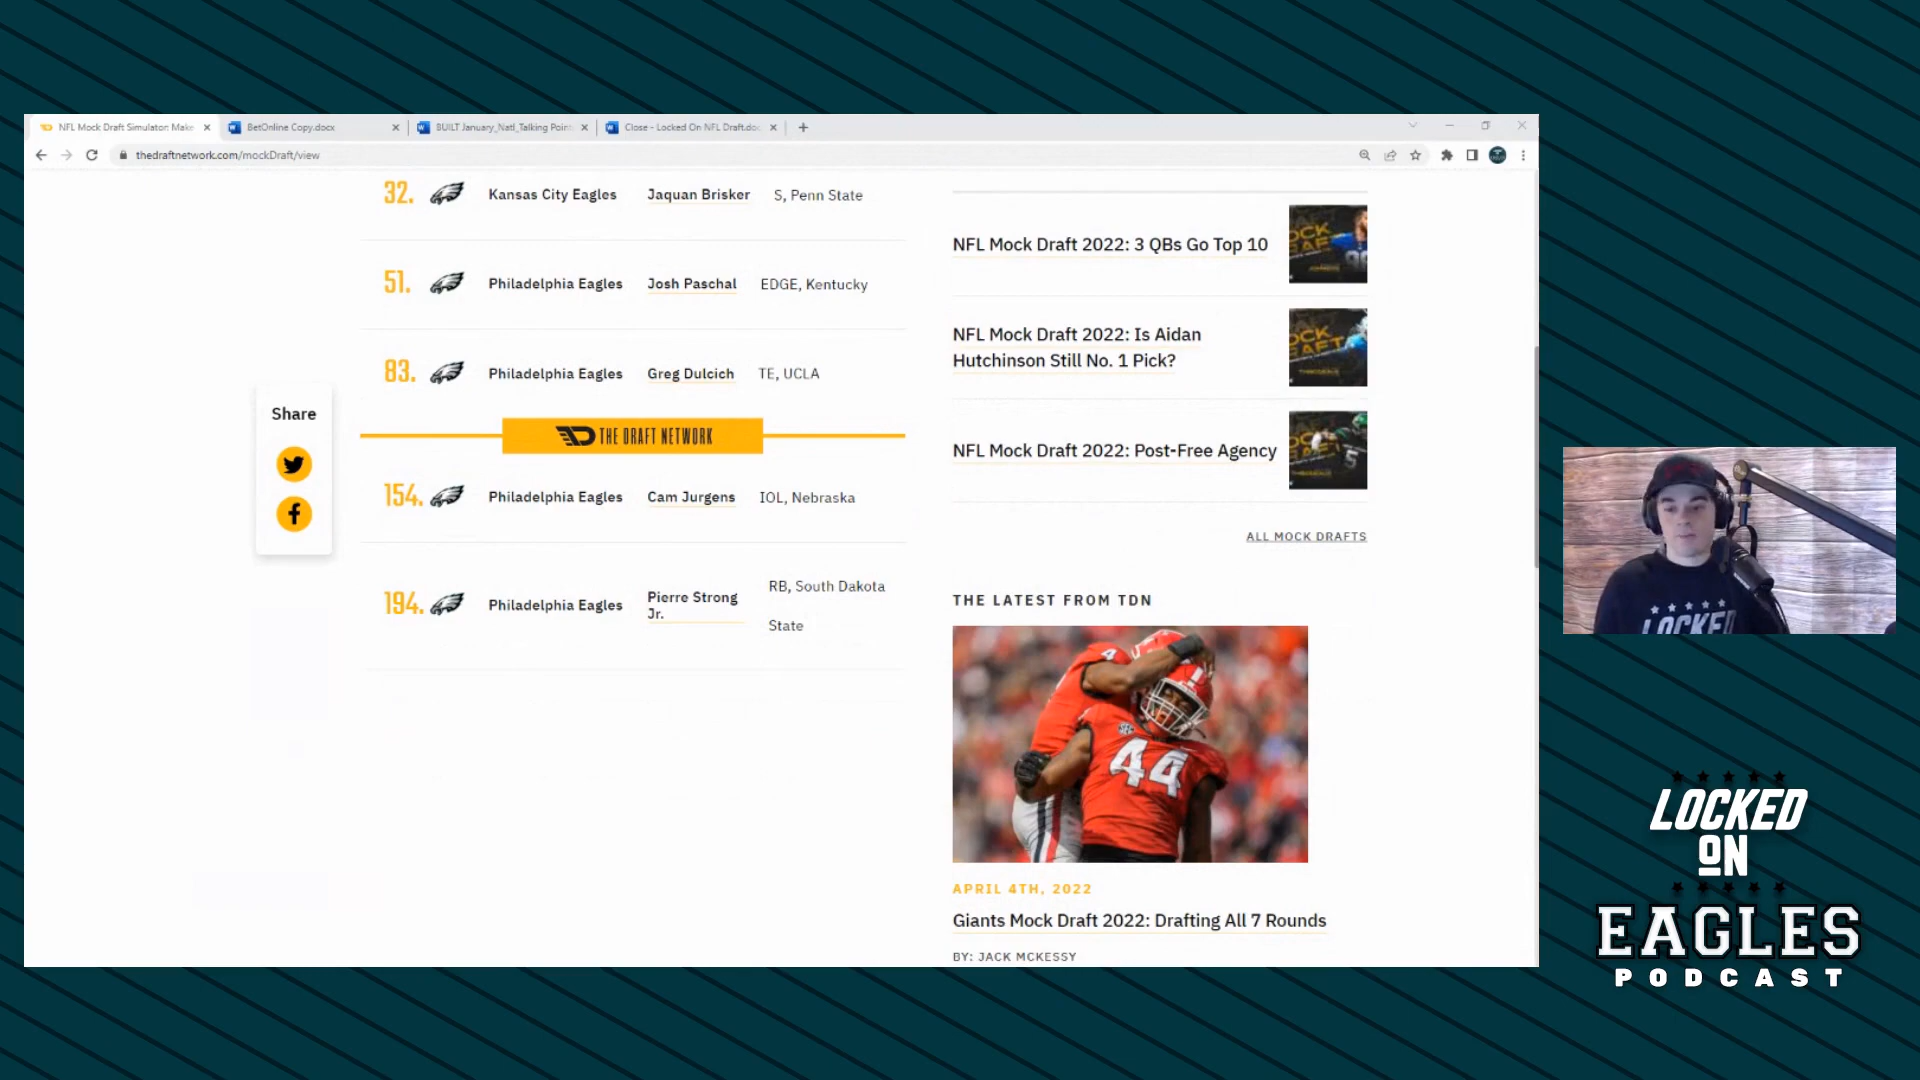 NFL Mock Draft Simulator: Make
BetOnline Copy.docx
BUILT January_Natl_Talking Point
Close - Locked On NFL Draft.doc
thedraftnetwork.com/mockDraft/view
32. Kansas City Eagles Jaquan Brisker S, Penn State
51. Philadelphia Eagles Josh Paschal EDGE, Kentucky
83. Philadelphia Eagles Greg Dulcich TE, UCLA
THE DRAFT NETWORK
154. Philadelphia Eagles Cam Jurgens IOL, Nebraska
194. Philadelphia Eagles Pierre Strong
Jr.
RB, South Dakota
State
Share
NFL Mock Draft 2022: 3 QBs Go Top 10
NFL Mock Draft 2022: Is Aidan
Hutchinson Still No. 1 Pick?
NFL Mock Draft 2022: Post-Free Agency
ALL MOCK DRAFTS
THE LATEST FROM TDN
4
44
APRIL 4TH, 2022
Giants Mock Draft 2022: Drafting All 7 Rounds
BY: JACK MCKESSY
LOCKED
LOCKED
ON
EAGLES
PODCAST